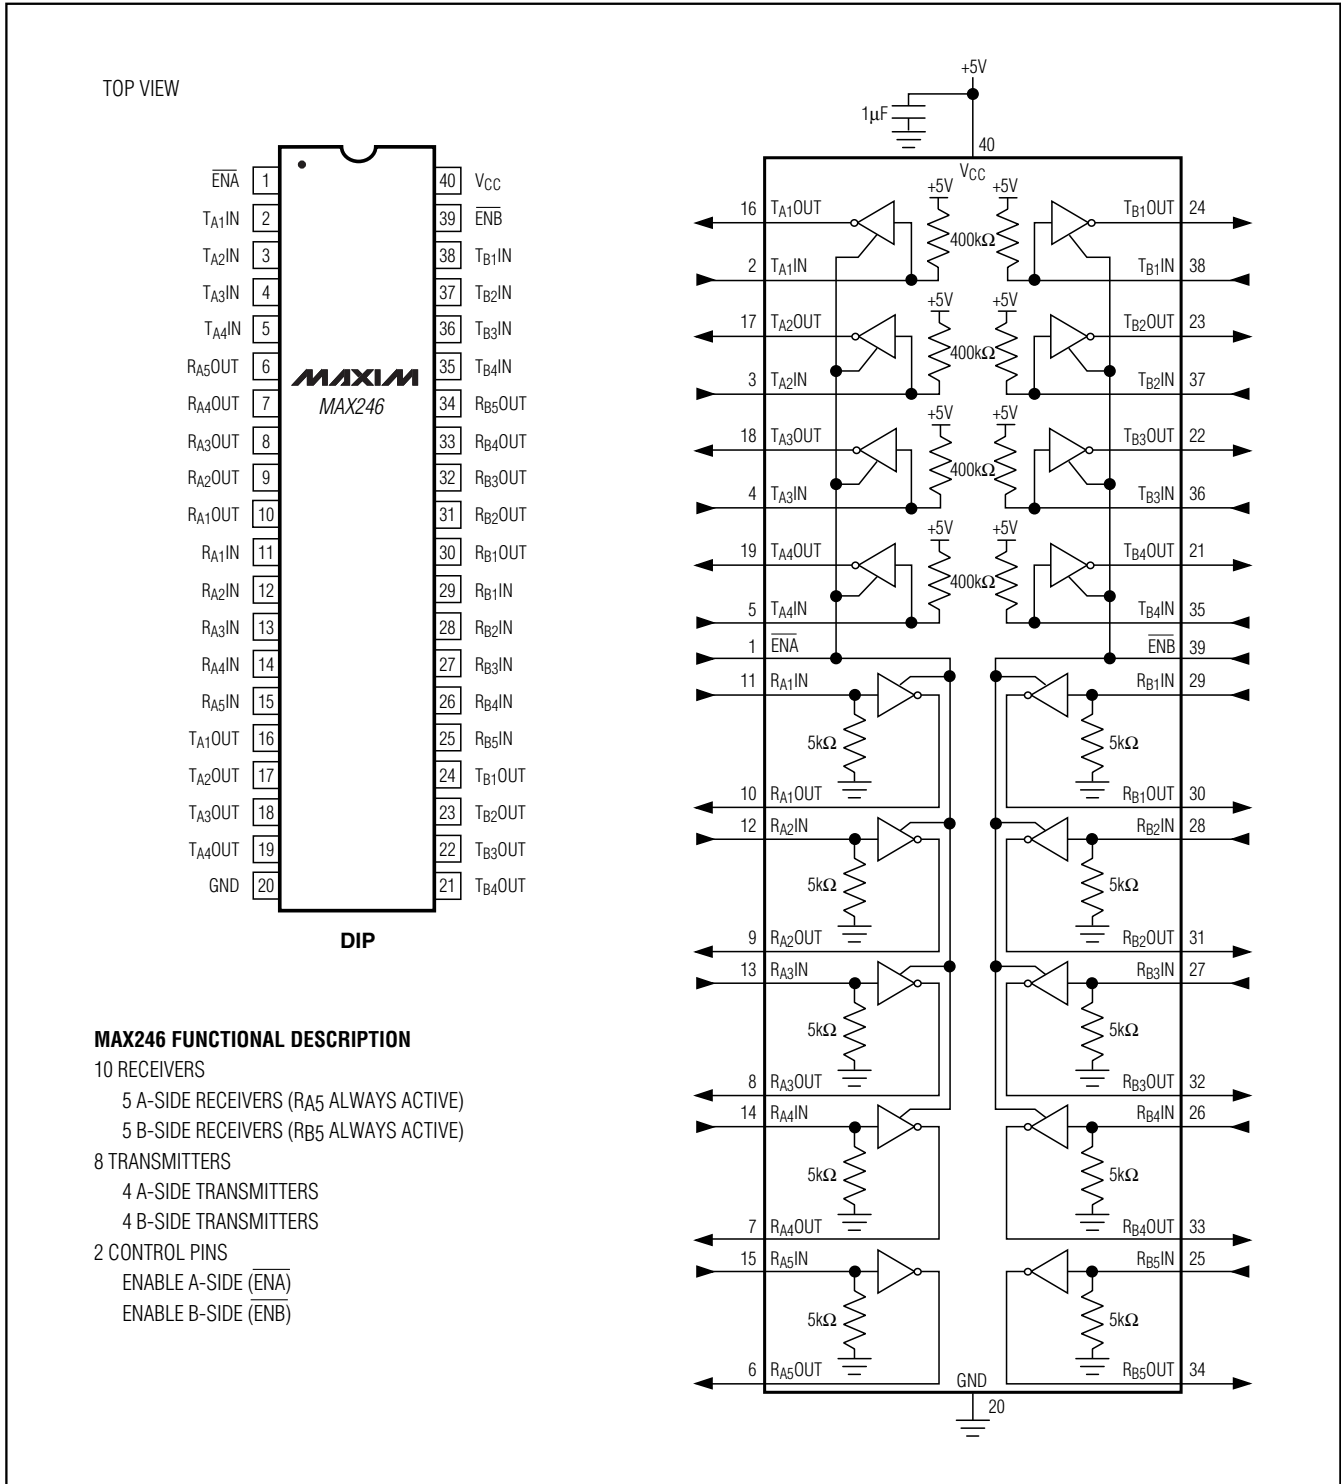 TOP VIEW
ENA 1
TA1IN 2
TA2IN 3
TA3IN 4
TA4IN 5
RA5OUT 6
RA4OUT 7
RA3OUT 8
RA2OUT 9
RA1OUT 10
RA1IN 11
RA2IN 12
RA3IN 13
RA4IN 14
RA5IN 15
TA1OUT 16
TA2OUT 17
TA3OUT 18
TA4OUT 19
GND 20
MAXIM
MAX246
40 VCC
39 ENB
38 TB1IN
37 TB2IN
36 TB3IN
35 TB4IN
34 RB5OUT
33 RB4OUT
32 RB3OUT
31 RB2OUT
30 RB1OUT
29 RB1IN
28 RB2IN
27 RB3IN
26 RB4IN
25 RB5IN
24 TB1OUT
23 TB2OUT
22 TB3OUT
21 TB4OUT
DIP
MAX246 FUNCTIONAL DESCRIPTION
10 RECEIVERS
5 A-SIDE RECEIVERS (RA5 ALWAYS ACTIVE)
5 B-SIDE RECEIVERS (RB5 ALWAYS ACTIVE)
8 TRANSMITTERS
4 A-SIDE TRANSMITTERS
4 B-SIDE TRANSMITTERS
2 CONTROL PINS
ENABLE A-SIDE (ENA)
ENABLE B-SIDE (ENB)
+5V
1μF
40
VCC
+5V +5V
16 TA1OUT TB1OUT 24
400kΩ
2 TA1IN TB1IN 38
+5V +5V
17 TA2OUT TB2OUT 23
400kΩ
3 TA2IN TB2IN 37
+5V +5V
18 TA3OUT TB3OUT 22
400kΩ
4 TA3IN TB3IN 36
+5V +5V
19 TA4OUT TB4OUT 21
400kΩ
5 TA4IN TB4IN 35
1 ENA ENB 39
11 RA1IN RB1IN 29
5kΩ 5kΩ
10 RA1OUT RB1OUT 30
12 RA2IN RB2IN 28
5kΩ 5kΩ
9 RA2OUT RB2OUT 31
13 RA3IN RB3IN 27
5kΩ 5kΩ
8 RA3OUT RB3OUT 32
14 RA4IN RB4IN 26
5kΩ 5kΩ
7 RA4OUT RB4OUT 33
15 RA5IN RB5IN 25
5kΩ 5kΩ
6 RA5OUT RB5OUT 34
GND
20